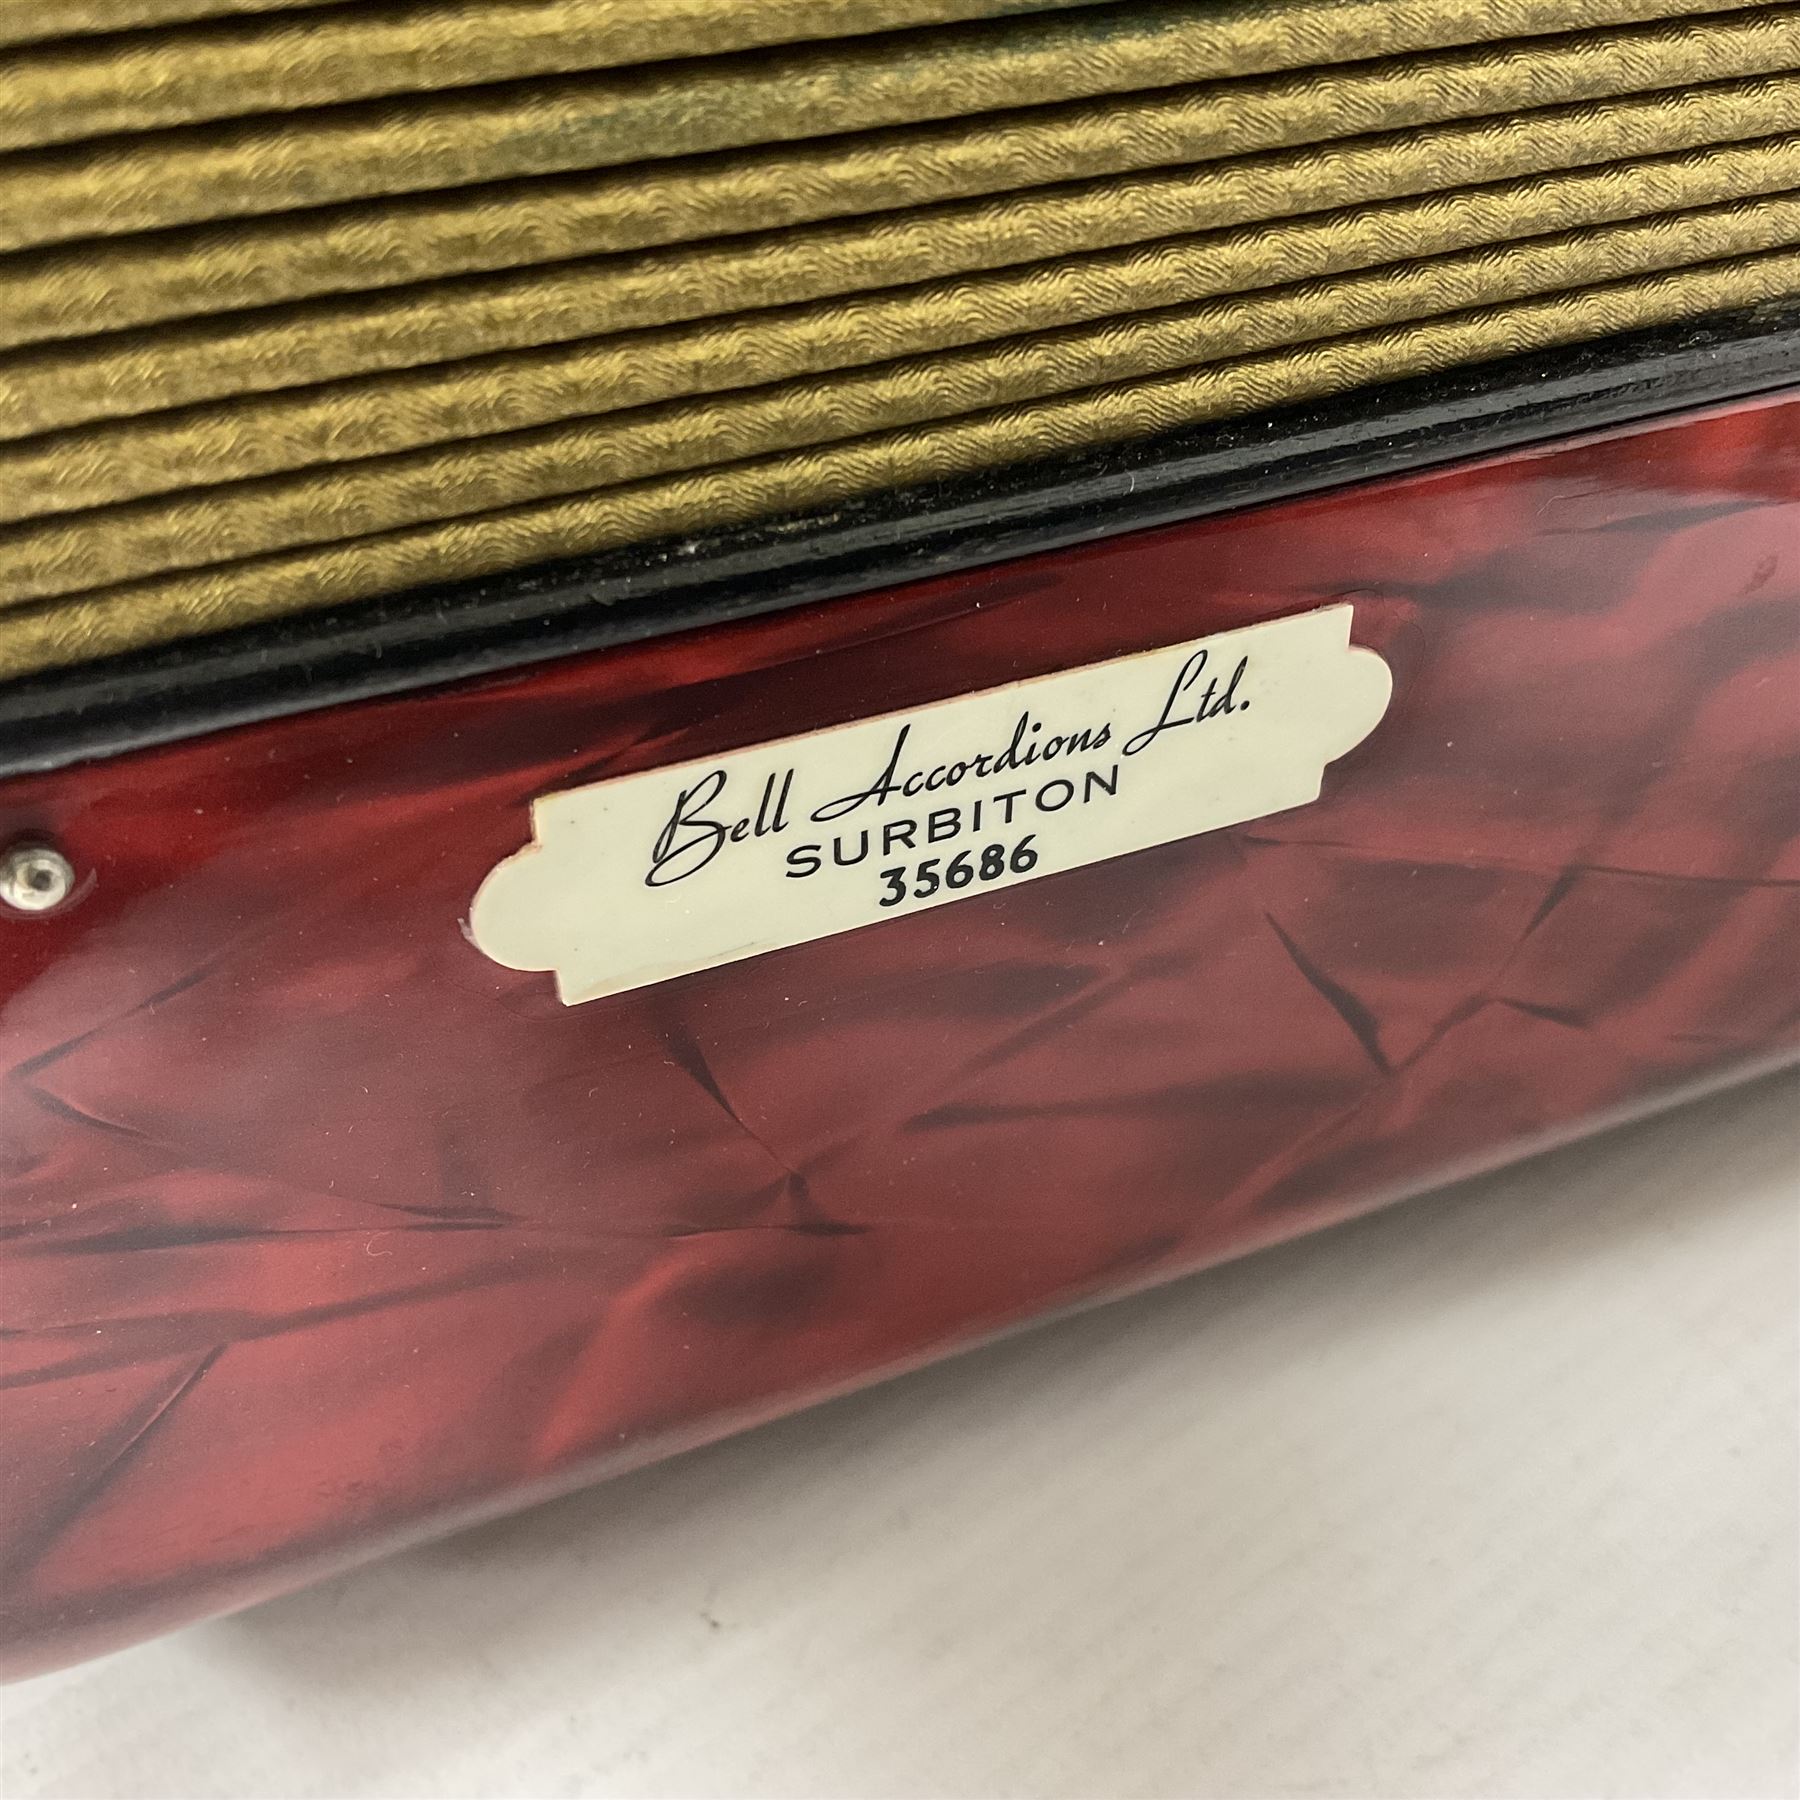 Bell Accordions Ltd.
SURBITON
35686